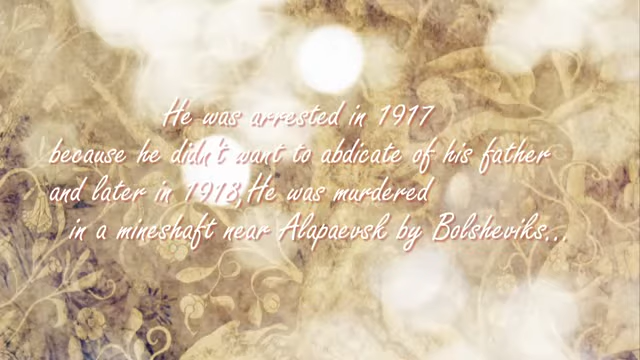 He was arrested in 1917
because he didn't want to abdicate of his father
and later in 1918,He was murdered
in a mineshaft near Alapaevsk by Bolsheviks...